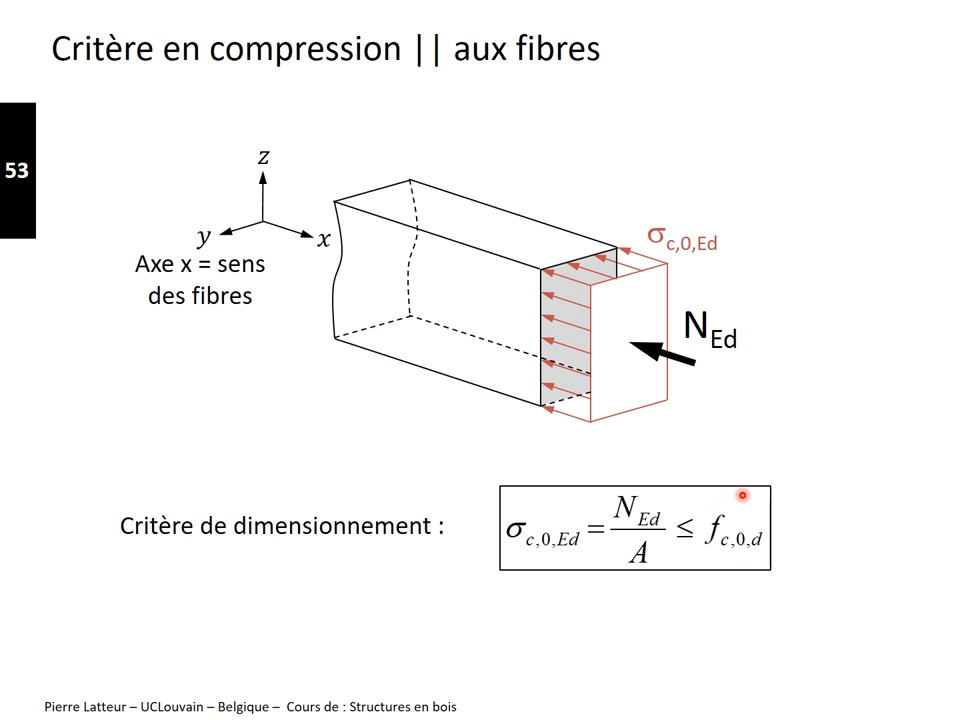 Critère en compression || aux fibres
53
z
y
x
Axe x = sens
des fibres
σc,0,Ed
NEd
Critère de dimensionnement :
σc,0,Ed = NEd / A ≤ fc,0,d
Pierre Latteur – UCLouvain – Belgique – Cours de : Structures en bois